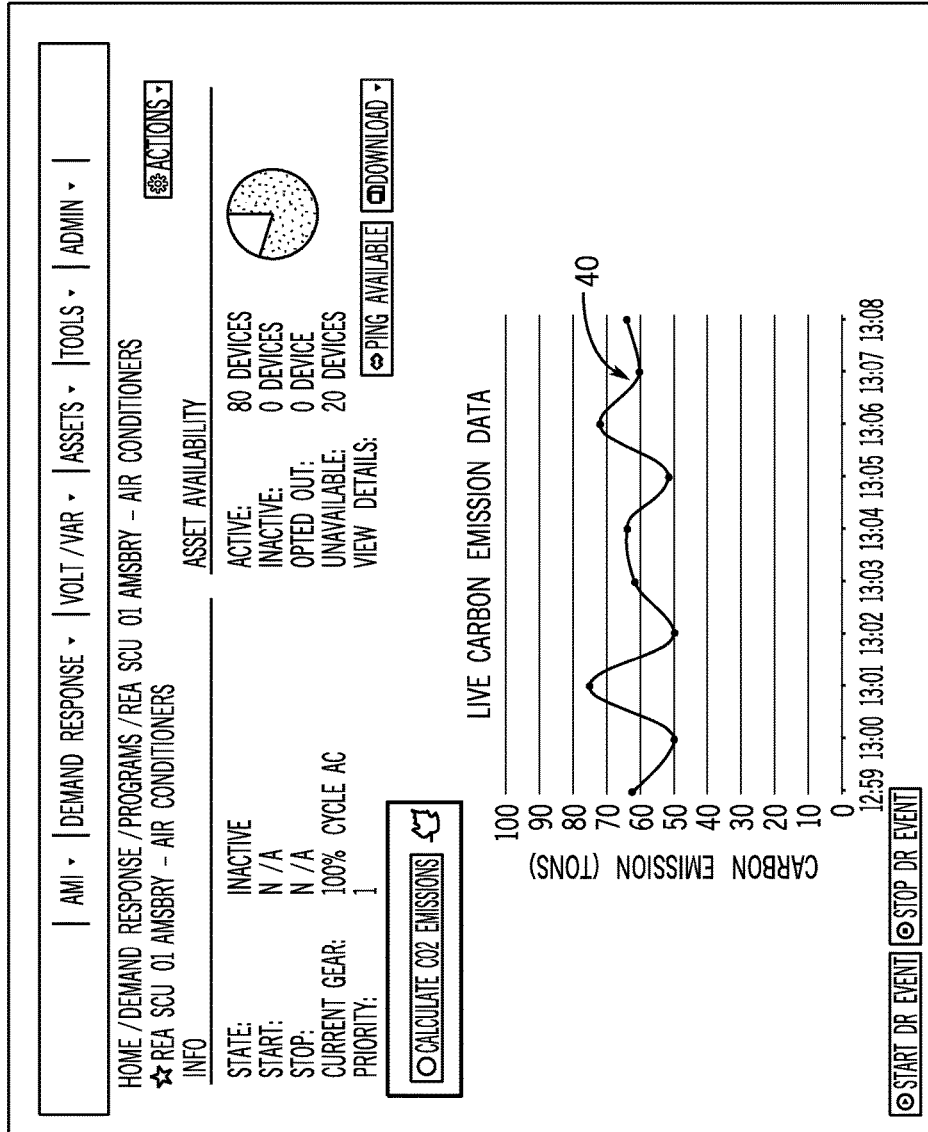 | AMI ▾ | DEMAND RESPONSE ▾ | VOLT / VAR ▾ | ASSETS ▾ | TOOLS ▾ | ADMIN ▾ |
HOME / DEMAND RESPONSE / PROGRAMS / REA SCU 01 AMSBRY – AIR CONDITIONERS
REA SCU 01 AMSBRY – AIR CONDITIONERS
ACTIONS ▾
INFO
STATE: INACTIVE
START: N / A
STOP: N / A
CURRENT GEAR: 100% CYCLE AC
PRIORITY: 1
ASSET AVAILABILITY
ACTIVE: 80 DEVICES
INACTIVE: 0 DEVICES
OPTED OUT: 0 DEVICE
UNAVAILABLE: 20 DEVICES
VIEW DETAILS:
PING AVAILABLE
DOWNLOAD ▾
CALCULATE CO2 EMISSIONS
LIVE CARBON EMISSION DATA
CARBON EMISSION (TONS)
100
90
80
70
60
50
40
30
20
10
0
40
12:59 13:00 13:01 13:02 13:03 13:04 13:05 13:06 13:07 13:08
START DR EVENT
STOP DR EVENT